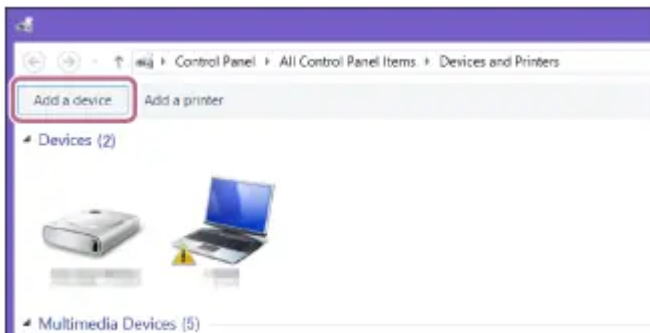 Control Panel All Control Panel Items Devices and Printers
Add a device Add a printer
Devices (2)
Multimedia Devices (5)